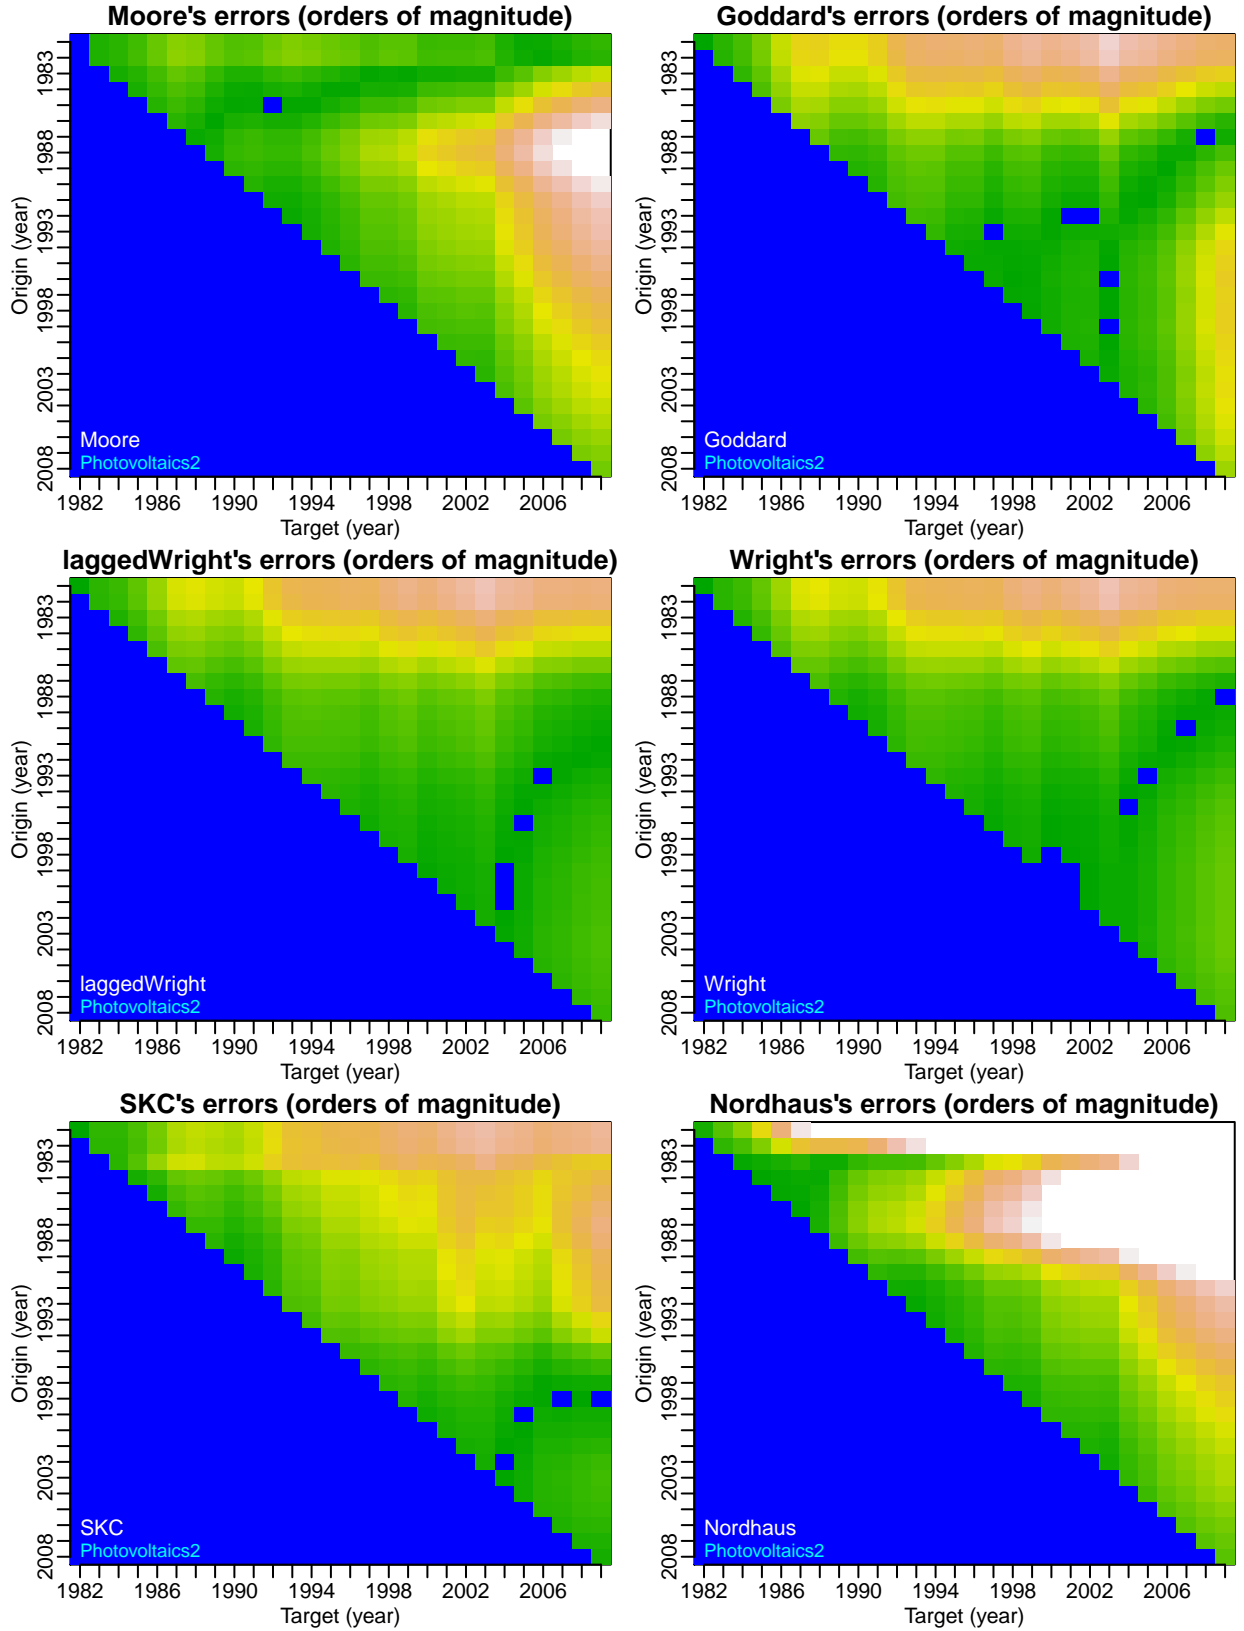 Moore's errors (orders of magnitude)
Origin (year)
1983
1988
1993
1998
2003
2008
Moore
Photovoltaics2
1982 1986 1990 1994 1998 2002 2006
Target (year)
Goddard's errors (orders of magnitude)
Origin (year)
1983
1988
1993
1998
2003
2008
Goddard
Photovoltaics2
1982 1986 1990 1994 1998 2002 2006
Target (year)
laggedWright's errors (orders of magnitude)
Origin (year)
1983
1988
1993
1998
2003
2008
laggedWright
Photovoltaics2
1982 1986 1990 1994 1998 2002 2006
Target (year)
Wright's errors (orders of magnitude)
Origin (year)
1983
1988
1993
1998
2003
2008
Wright
Photovoltaics2
1982 1986 1990 1994 1998 2002 2006
Target (year)
SKC's errors (orders of magnitude)
Origin (year)
1983
1988
1993
1998
2003
2008
SKC
Photovoltaics2
1982 1986 1990 1994 1998 2002 2006
Target (year)
Nordhaus's errors (orders of magnitude)
Origin (year)
1983
1988
1993
1998
2003
2008
Nordhaus
Photovoltaics2
1982 1986 1990 1994 1998 2002 2006
Target (year)